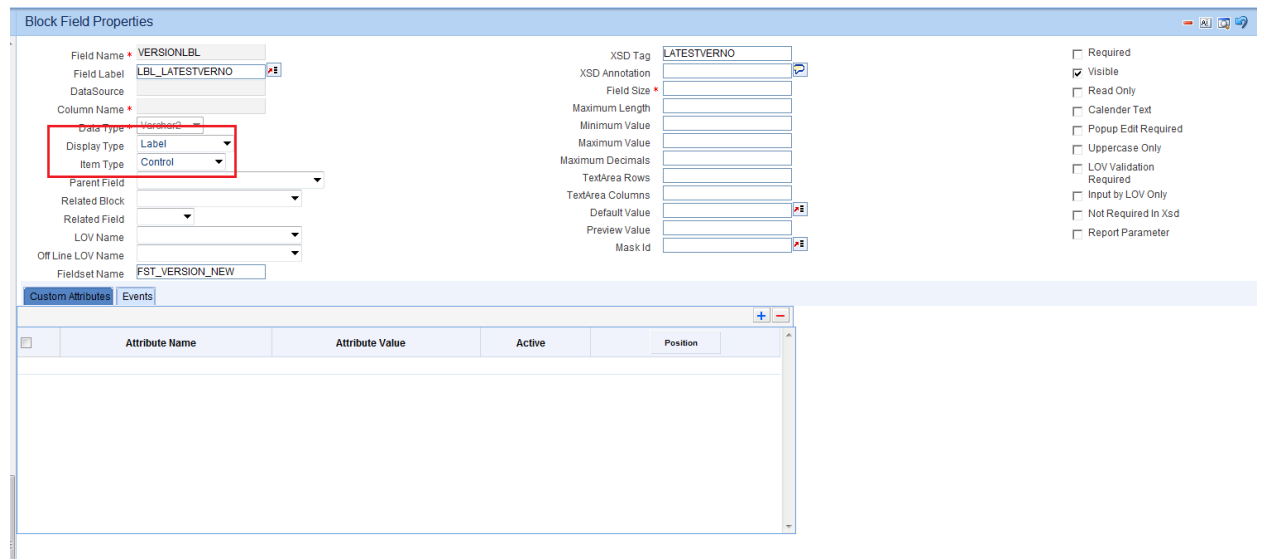 Block Field Properties
Field Name * VERSIONLBL
Field Label LBL_LATESTVERNO
DataSource
Column Name *
Data Type * Varchar2
Display Type Label
Item Type Control
Parent Field
Related Block
Related Field
LOV Name
Off Line LOV Name
Fieldset Name FST_VERSION_NEW
XSD Tag LATESTVERNO
XSD Annotation
Field Size *
Maximum Length
Minimum Value
Maximum Value
Maximum Decimals
TextArea Rows
TextArea Columns
Default Value
Preview Value
Mask Id
Required
Visible
Read Only
Calender Text
Popup Edit Required
Uppercase Only
LOV Validation
Required
Input by LOV Only
Not Required In Xsd
Report Parameter
Custom Attributes Events
Attribute Name Attribute Value Active Position